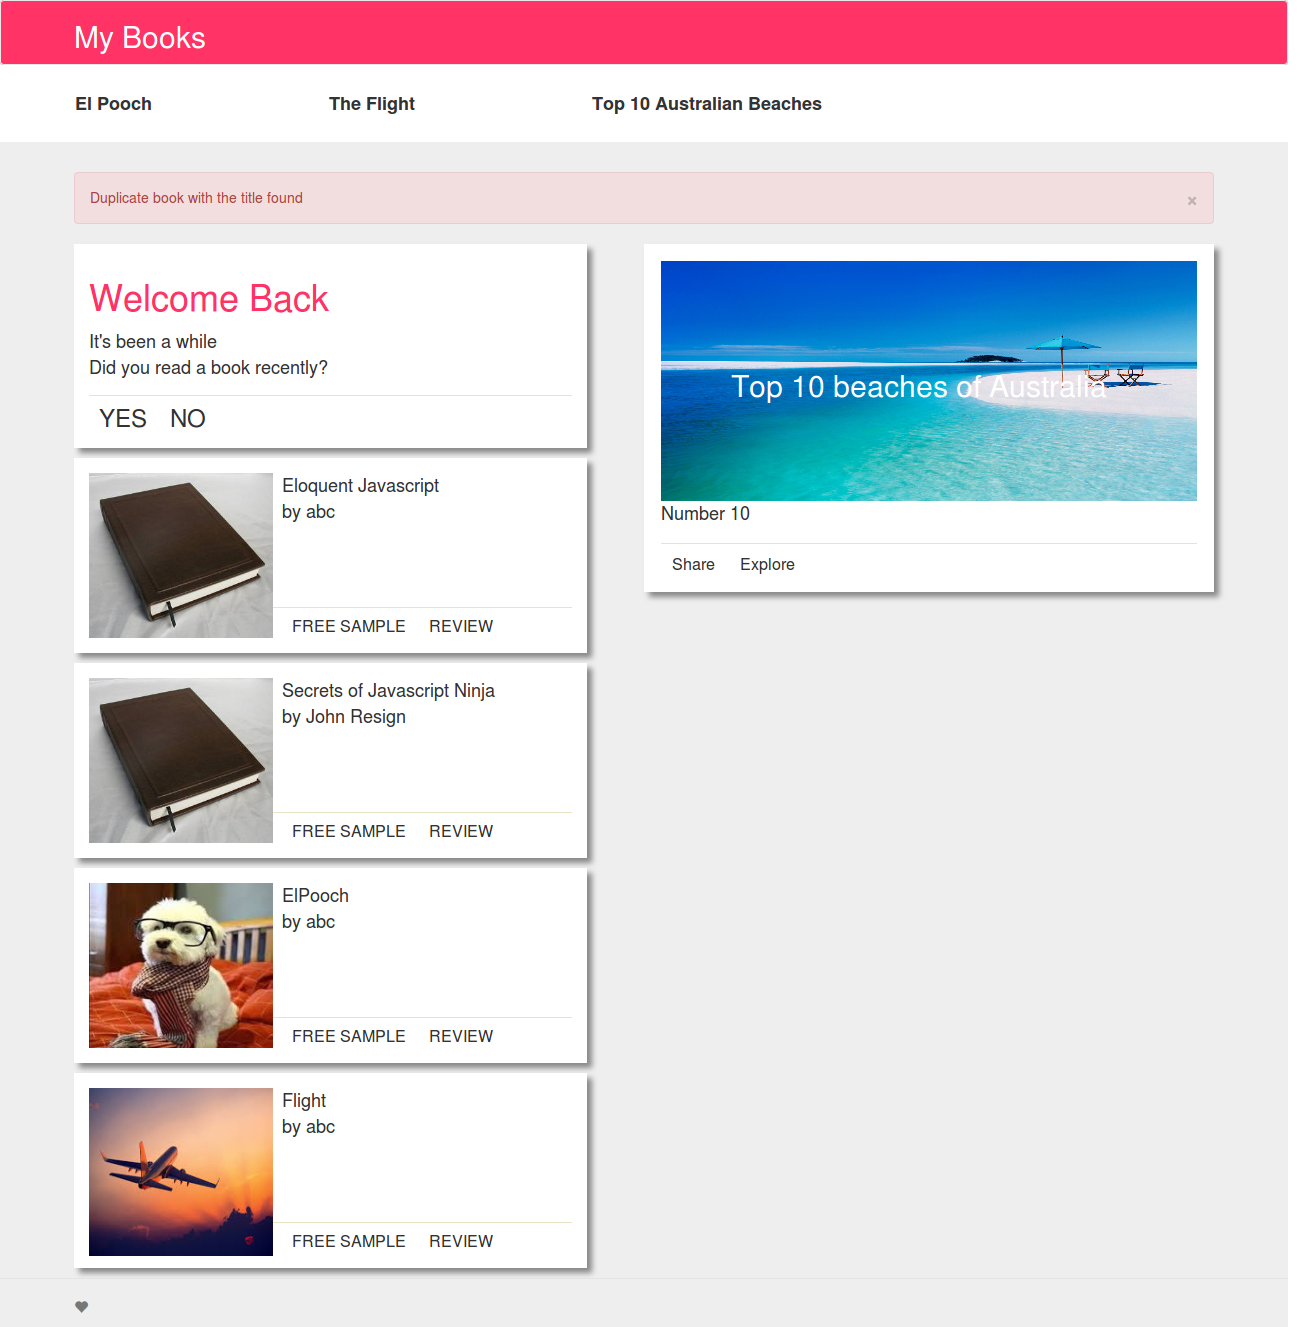 My Books
El Pooch The Flight Top 10 Australian Beaches
Duplicate book with the title found ×
Welcome Back
It's been a while
Did you read a book recently?
YES NO
Eloquent Javascript
by abc
FREE SAMPLE REVIEW
Secrets of Javascript Ninja
by John Resign
FREE SAMPLE REVIEW
ElPooch
by abc
FREE SAMPLE REVIEW
Flight
by abc
FREE SAMPLE REVIEW
Top 10 beaches of Australia
Number 10
Share Explore